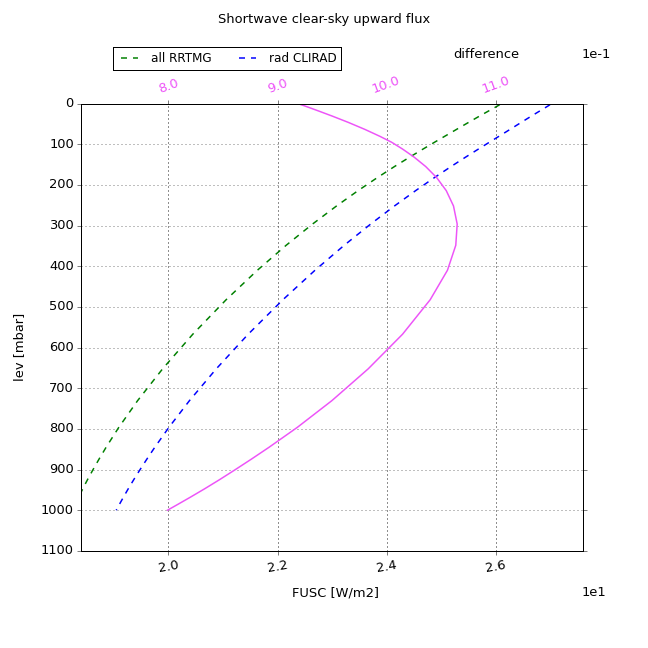 Shortwave clear-sky upward flux
all RRTMG rad CLIRAD difference 1e-1
8.0 9.0 10.0 11.0
0
100
200
300
400
500
600
700
800
900
1000
1100
lev [mbar]
2.0 2.2 2.4 2.6
FUSC [W/m2] 1e1